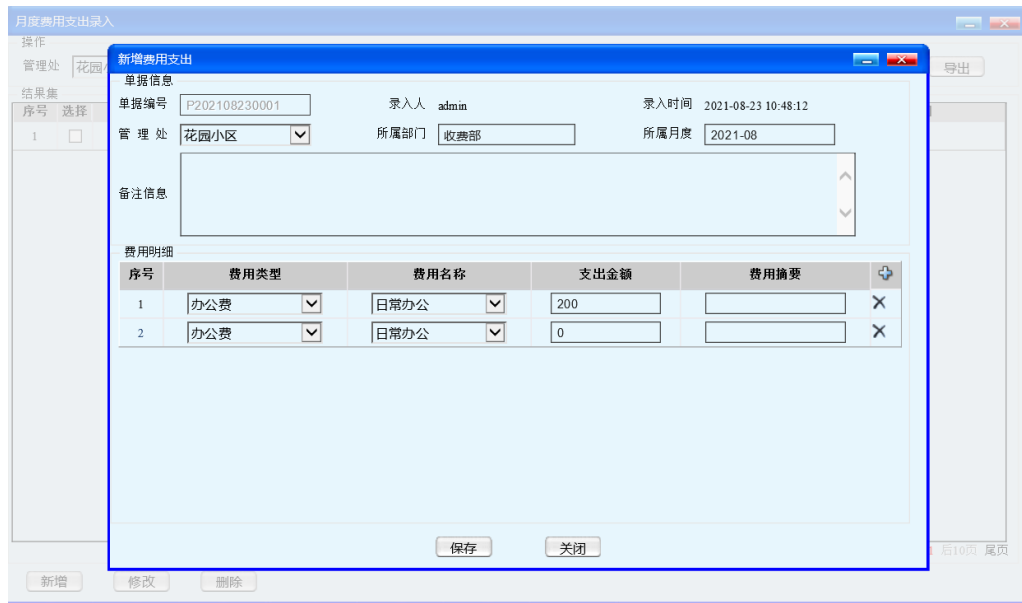 月度费用支出录入
操作
管理处 花园小
导出
结果集
序号 选择
1
新增费用支出
单据信息
单据编号 P202108230001 录入人 admin 录入时间 2021-08-23 10:48:12
管 理 处 花园小区 所属部门 收费部 所属月度 2021-08
备注信息
费用明细
序号 费用类型 费用名称 支出金额 费用摘要
1 办公费 日常办公 200
2 办公费 日常办公 0
保存 关闭
后10页 尾页
新增 修改 删除